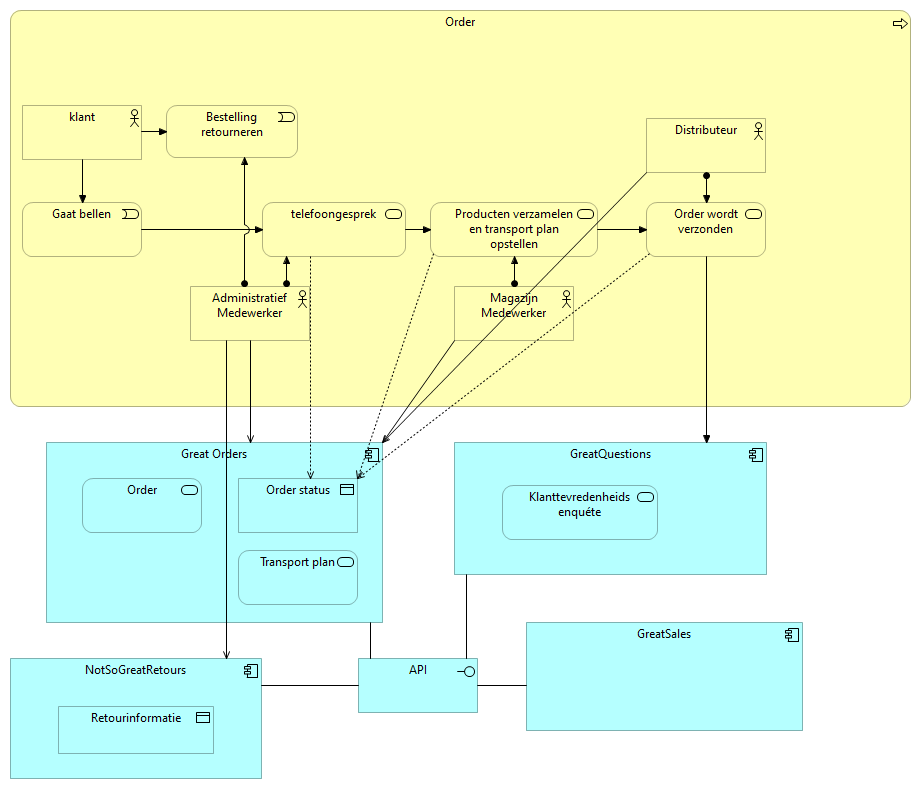 Order
klant
Bestelling
retourneren
Distributeur
Gaat bellen
telefoongesprek
Producten verzamelen
en transport plan
opstellen
Order wordt
verzonden
Administratief
Medewerker
Magazijn
Medewerker
Great Orders
Order
Order status
Transport plan
GreatQuestions
Klanttevredenheids
enquéte
GreatSales
NotSoGreatRetours
Retourinformatie
API